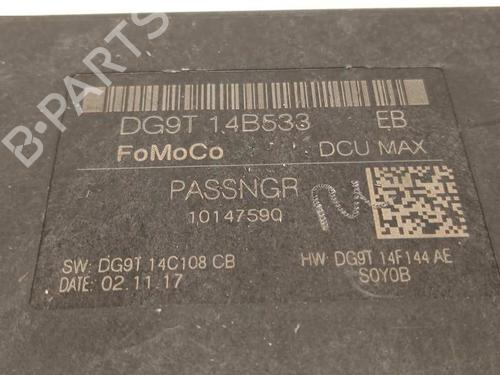 B-PARTS
DG9T 14B533 EB
FoMoCo DCU MAX
PASSNGR
10147590
SW: DG9T 14C108 CB HW: DG9T 14F144 AE
DATE: 02.11.17 S0Y0B